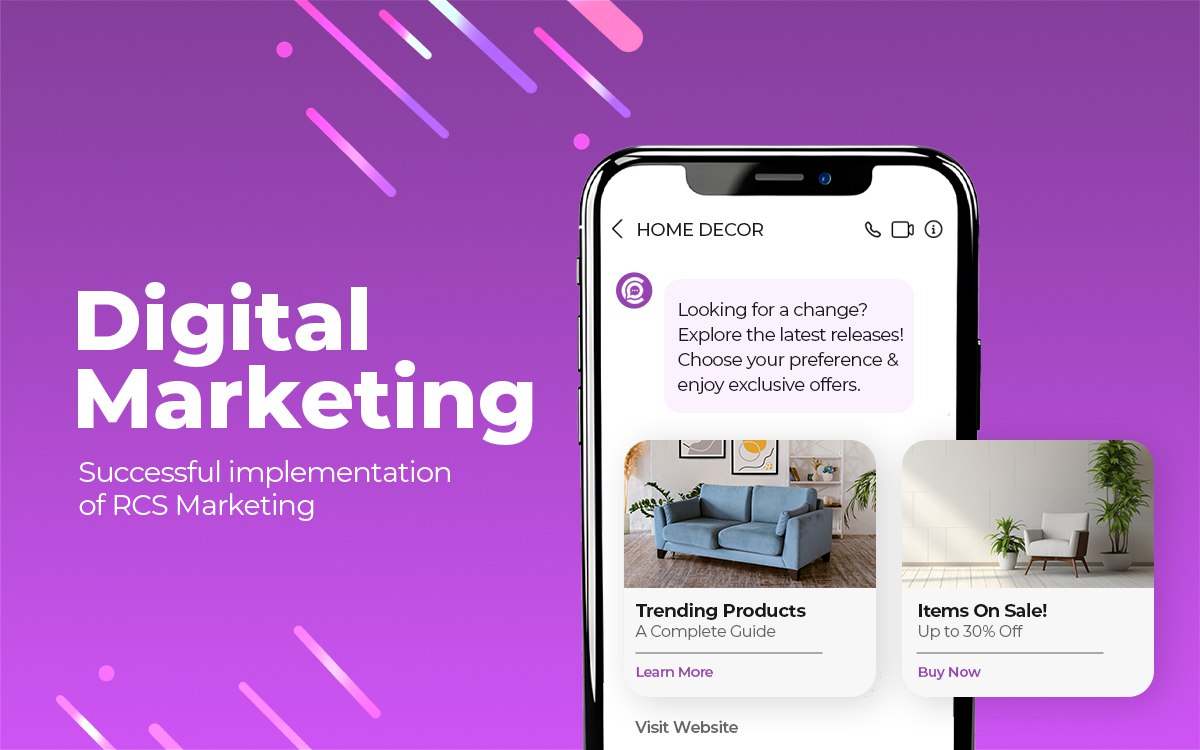 Digital
Marketing
Successful implementation
of RCS Marketing
HOME DECOR
Looking for a change?
Explore the latest releases!
Choose your preference &
enjoy exclusive offers.
Trending Products
A Complete Guide
Learn More
Items On Sale!
Up to 30% Off
Buy Now
Visit Website